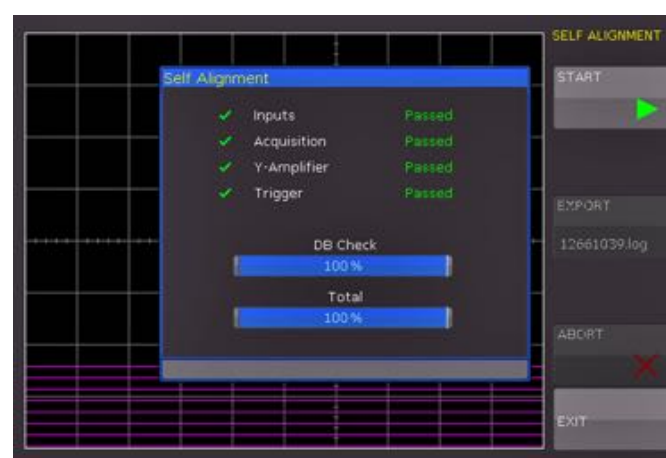 SELF ALIGNMENT
Self Alignment
START
Inputs Passed
Acquisition Passed
Y-Amplifier Passed
Trigger Passed
EXPORT
12661039.log
DB Check
100 %
Total
100 %
ABORT
EXIT